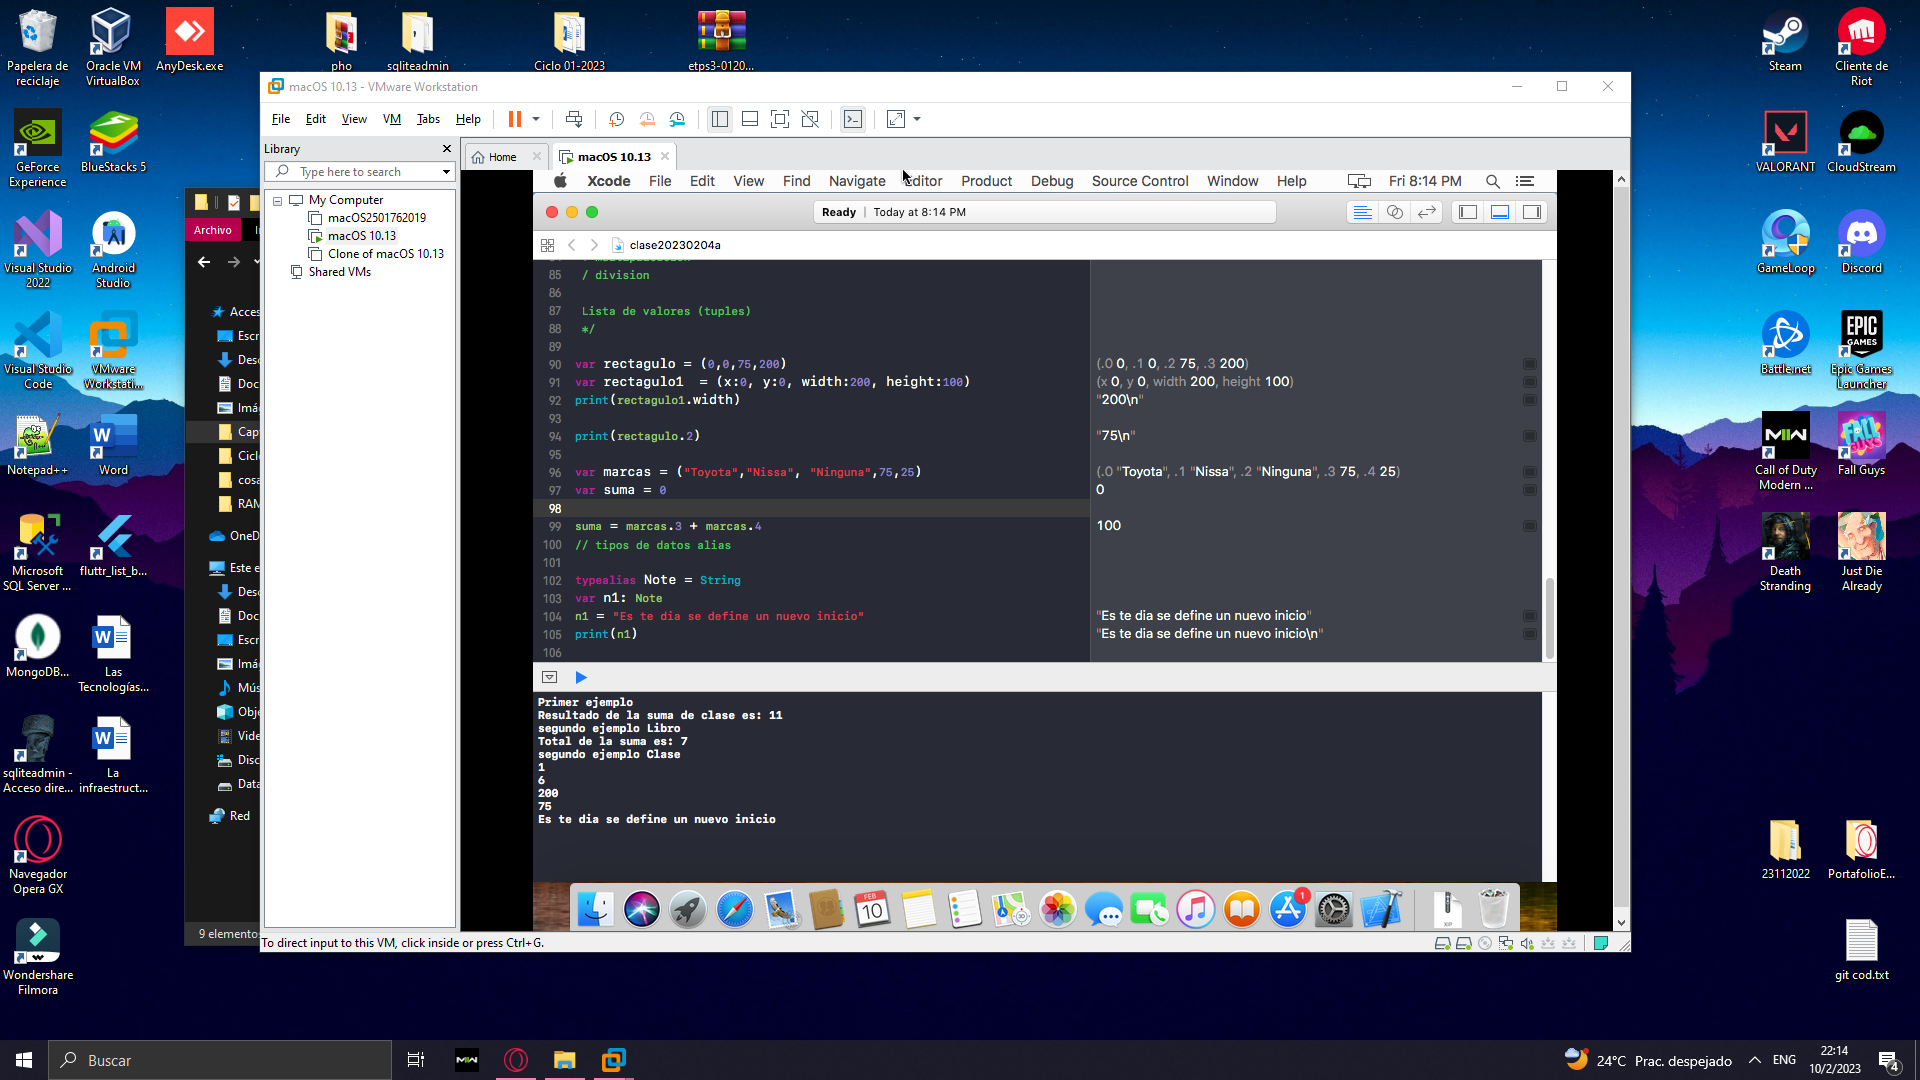 Papelera de reciclaje
Oracle VM VirtualBox
AnyDesk.exe
pho
sqliteadmin
Ciclo 01-2023
etps3-0120...
Steam
Cliente de Riot
macOS 10.13 - VMware Workstation
File Edit View VM Tabs Help
Library
Type here to search
My Computer
macOS2501762019
macOS 10.13
Clone of macOS 10.13
Shared VMs
Home
macOS 10.13
Xcode File Edit View Find Navigate Editor Product Debug Source Control Window Help Fri 8:14 PM
Ready | Today at 8:14 PM
clase20230204a
85 / division
86
87 Lista de valores (tuples)
88 */
89
90 var rectagulo = (0,0,75,200) (.0 0, .1 0, .2 75, .3 200)
91 var rectagulo1 = (x:0, y:0, width:200, height:100) (x 0, y 0, width 200, height 100)
92 print(rectagulo1.width) "200\n"
93
94 print(rectagulo.2) "75\n"
95
96 var marcas = ("Toyota","Nissa", "Ninguna",75,25) (.0 "Toyota", .1 "Nissa", .2 "Ninguna", .3 75, .4 25)
97 var suma = 0 0
98
99 suma = marcas.3 + marcas.4 100
100 // tipos de datos alias
101
102 typealias Note = String
103 var n1: Note
104 n1 = "Es te dia se define un nuevo inicio" "Es te dia se define un nuevo inicio"
105 print(n1) "Es te dia se define un nuevo inicio\n"
106
Primer ejemplo
Resultado de la suma de clase es: 11
segundo ejemplo Libro
Total de la suma es: 7
segundo ejemplo Clase
1
6
200
75
Es te dia se define un nuevo inicio
FEB
10
1
XIP
To direct input to this VM, click inside or press Ctrl+G.
Archivo
Acces
Escri
Desc
Doc
Imá
Capt
Ciclo
cosa
RAM
OneD
Este e
Desc
Doc
Escri
Imá
Mús
Obje
Vide
Disc
Data
Red
9 elementos
GeForce Experience
BlueStacks 5
Visual Studio 2022
Android Studio
Visual Studio Code
VMware Workstati...
Notepad++
Word
Microsoft SQL Server ...
fluttr_list_b...
MongoDB...
Las Tecnologías...
sqliteadmin - Acceso dire...
La infraestruct...
Navegador Opera GX
Wondershare Filmora
VALORANT
CloudStream
GameLoop
Discord
Battle.net
EPIC GAMES
Epic Games Launcher
Call of Duty Modern ...
FALL GUYS
Fall Guys
Death Stranding
Just Die Already
23112022
PortafolioE...
git cod.txt
Buscar
24°C Prac. despejado
ENG
22:14
10/2/2023
4